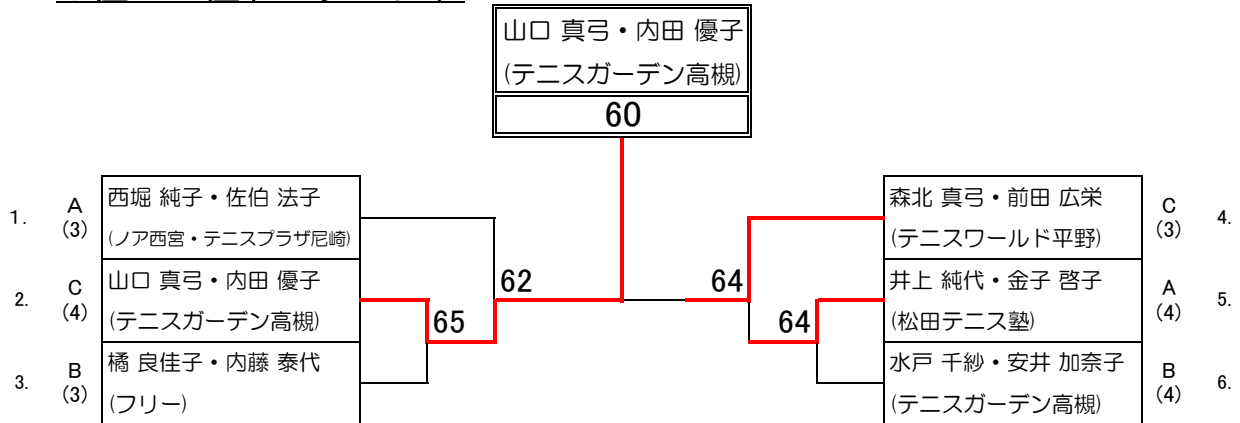 山口 真弓・内田 優子
(テニスガーデン高槻)
60
1.
A
(3)
西堀 純子・佐伯 法子
(ノア西宮・テニスプラザ尼崎)
2.
C
(4)
山口 真弓・内田 優子
(テニスガーデン高槻)
3.
B
(3)
橘 良佳子・内藤 泰代
(フリー)
65
62
64
64
森北 真弓・前田 広栄
(テニスワールド平野)
C
(3)
4.
井上 純代・金子 啓子
(松田テニス塾)
A
(4)
5.
水戸 千紗・安井 加奈子
(テニスガーデン高槻)
B
(4)
6.